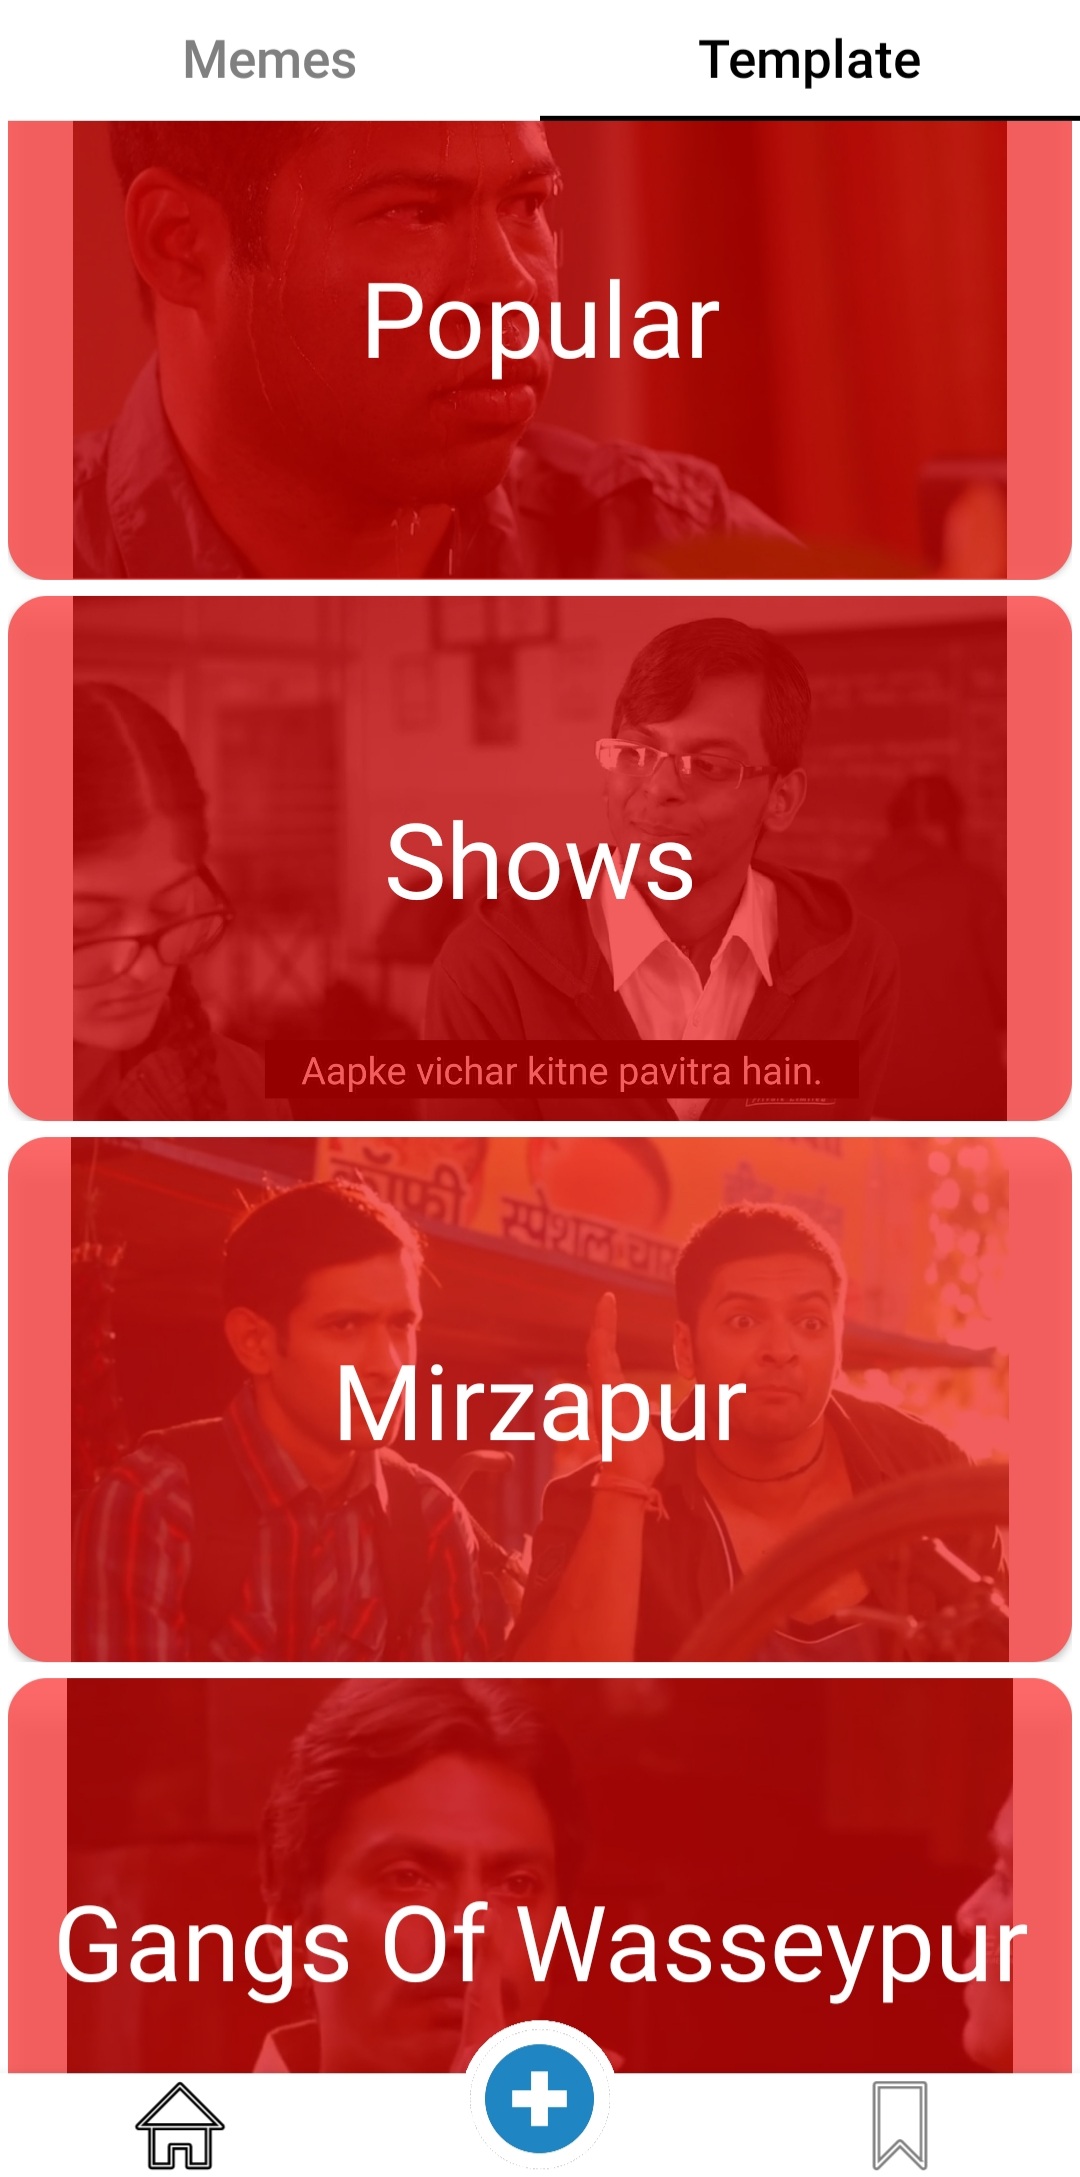 Memes
Template
Popular
Shows
Aapke vichar kitne pavitra hain.
कॉफी स्पेशल चाय
Mirzapur
Gangs Of Wasseypur